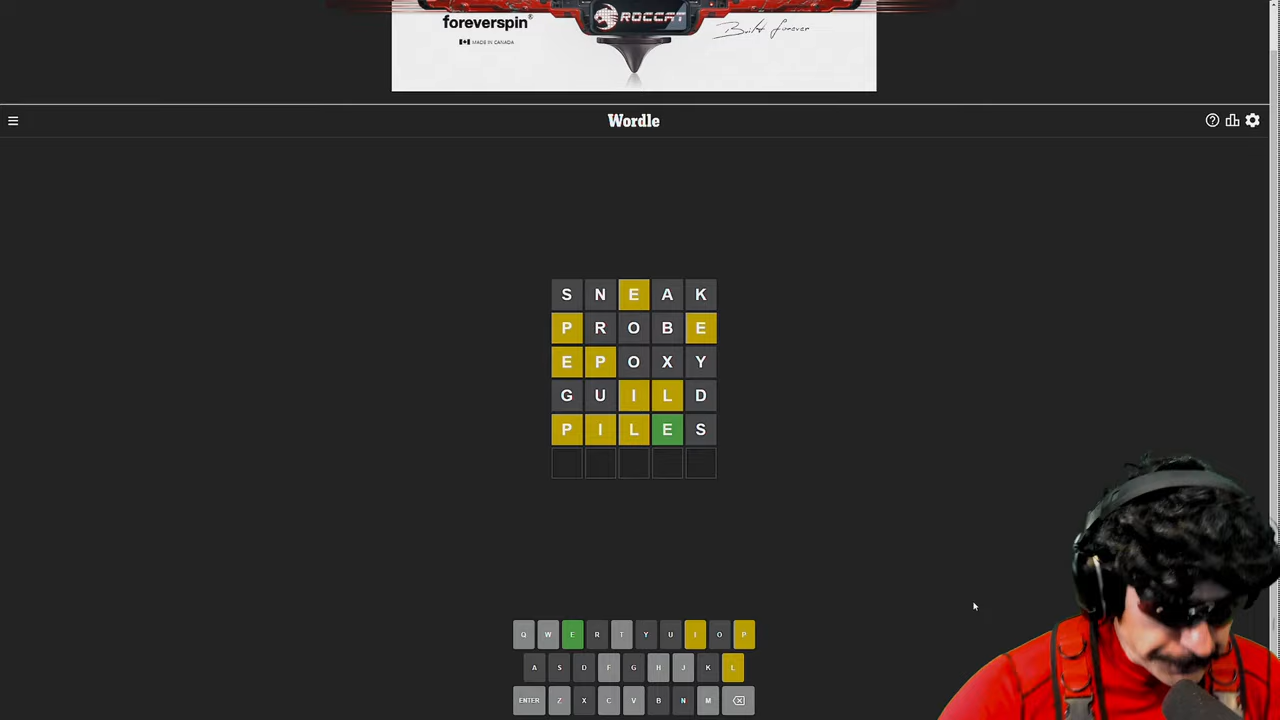 foreverspin®
MADE IN CANADA
ROCCAT
Built forever
Wordle
S N E A K
P R O B E
E P O X Y
G U I L D
P I L E S
Q W E R T Y U I O P
A S D F G H J K L
ENTER Z X C V B N M